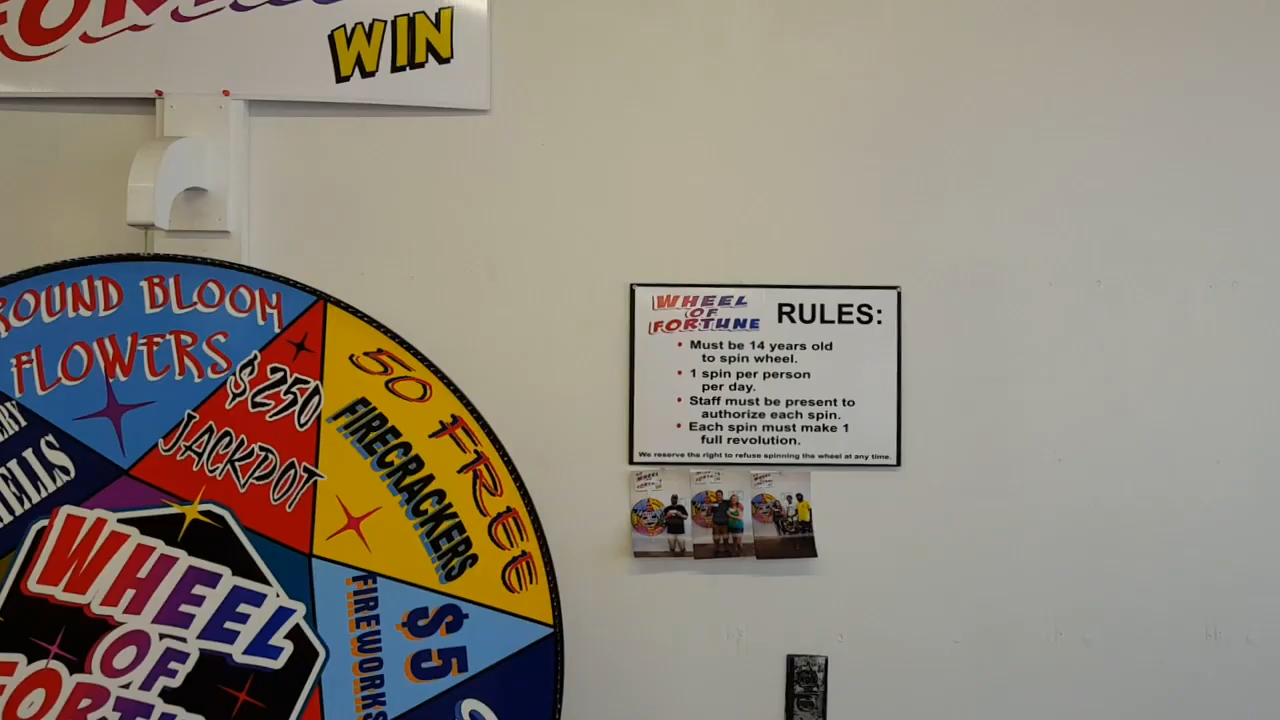 WIN
ROUND BLOOM
FLOWERS
$250
JACKPOT
50 FREE
FIRECRACKERS
$5
FIREWORKS
WHEEL
OF
WHEEL
OF
FORTUNE
RULES:
• Must be 14 years old
to spin wheel.
• 1 spin per person
per day.
• Staff must be present to
authorize each spin.
• Each spin must make 1
full revolution.
We reserve the right to refuse spinning the wheel at any time.